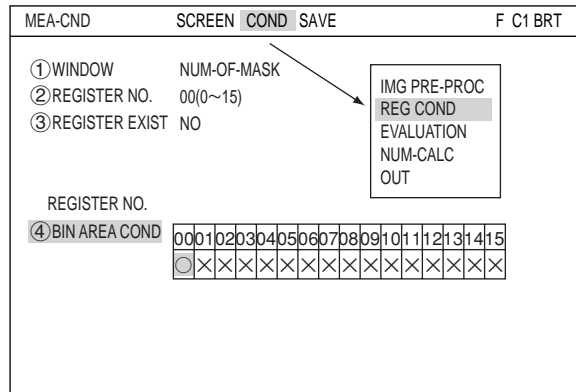 MEA-CND SCREEN COND SAVE F C1 BRT
①WINDOW NUM-OF-MASK
②REGISTER NO. 00(0～15)
③REGISTER EXIST NO
IMG PRE-PROC
REG COND
EVALUATION
NUM-CALC
OUT
REGISTER NO.
④BIN AREA COND 00 01 02 03 04 05 06 07 08 09 10 11 12 13 14 15
○ × × × × × × × × × × × × × × ×